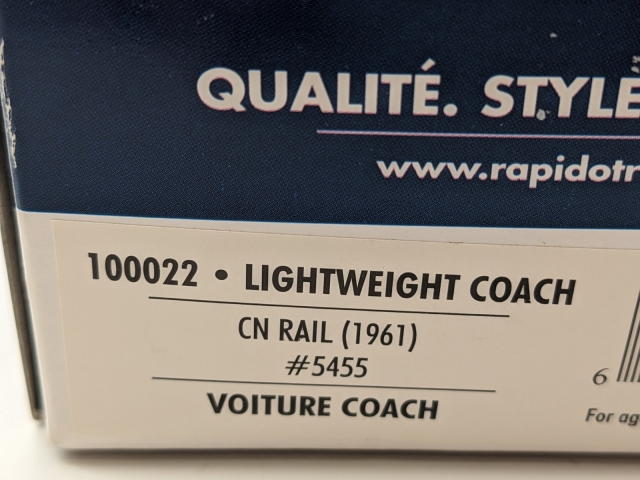 QUALITÉ. STYLE
www.rapidotr
100022 • LIGHTWEIGHT COACH
CN RAIL (1961)
#5455
6
VOITURE COACH
For ag